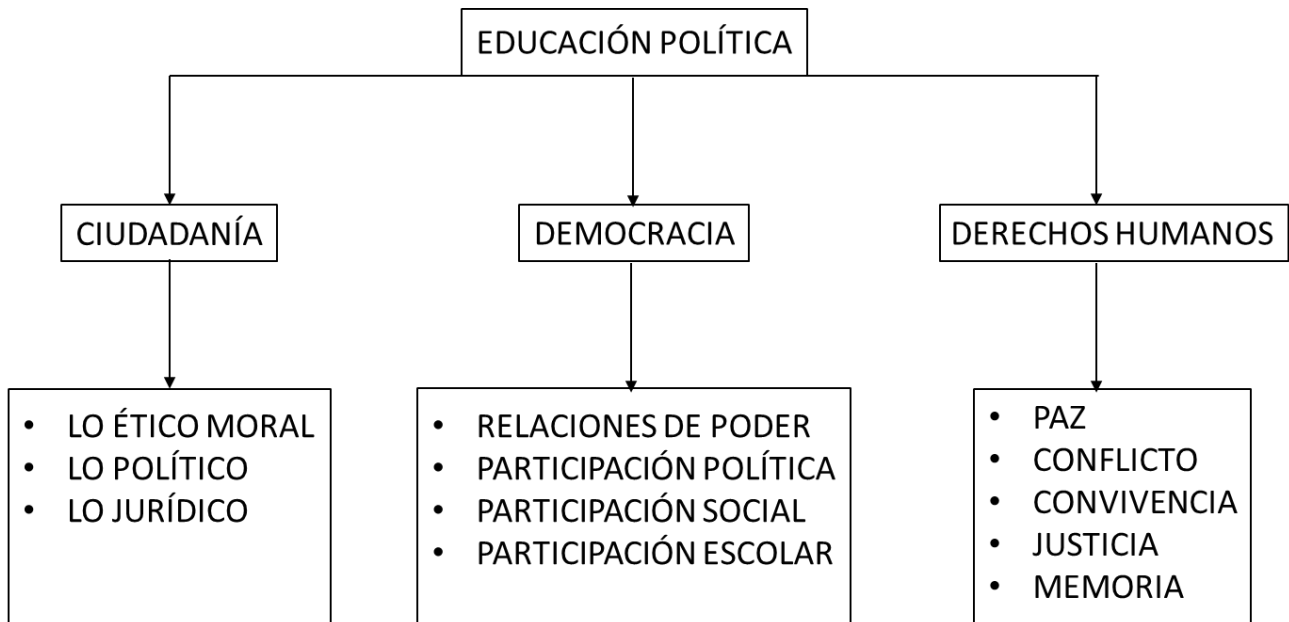 EDUCACIÓN POLÍTICA
CIUDADANÍA
DEMOCRACIA
DERECHOS HUMANOS
• LO ÉTICO MORAL
• LO POLÍTICO
• LO JURÍDICO
• RELACIONES DE PODER
• PARTICIPACIÓN POLÍTICA
• PARTICIPACIÓN SOCIAL
• PARTICIPACIÓN ESCOLAR
• PAZ
• CONFLICTO
• CONVIVENCIA
• JUSTICIA
• MEMORIA